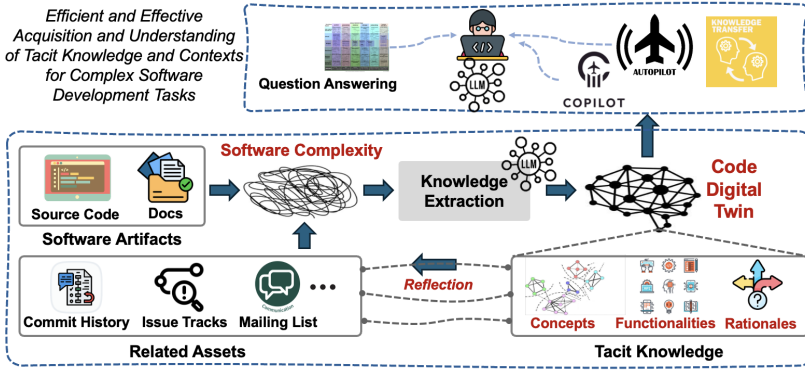 Efficient and Effective
Acquisition and Understanding
of Tacit Knowledge and Contexts
for Complex Software
Development Tasks
Question Answering
LLM
COPILOT
AUTOPILOT
KNOWLEDGE
TRANSFER
Source Code
Docs
Software Artifacts
Software Complexity
Knowledge
Extraction
LLM
Code
Digital
Twin
Commit History
Issue Tracks
Communication
Mailing List
Related Assets
Reflection
Concepts
Functionalities
Rationales
Tacit Knowledge